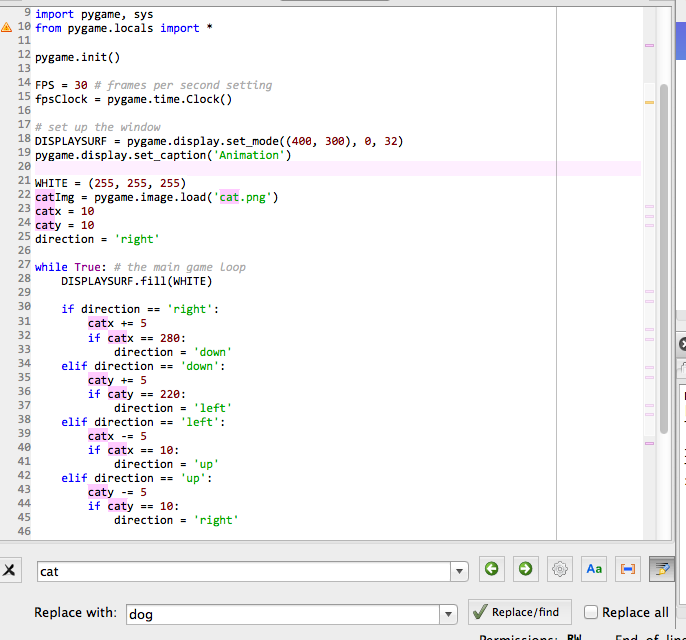 9 import pygame, sys
10 from pygame.locals import *
11
12 pygame.init()
13
14 FPS = 30 # frames per second setting
15 fpsClock = pygame.time.Clock()
16
17 # set up the window
18 DISPLAYSURF = pygame.display.set_mode((400, 300), 0, 32)
19 pygame.display.set_caption('Animation')
20
21 WHITE = (255, 255, 255)
22 catImg = pygame.image.load('cat.png')
23 catx = 10
24 caty = 10
25 direction = 'right'
26
27 while True: # the main game loop
28     DISPLAYSURF.fill(WHITE)
29
30     if direction == 'right':
31         catx += 5
32         if catx == 280:
33             direction = 'down'
34     elif direction == 'down':
35         caty += 5
36         if caty == 220:
37             direction = 'left'
38     elif direction == 'left':
39         catx -= 5
40         if catx == 10:
41             direction = 'up'
42     elif direction == 'up':
43         caty -= 5
44         if caty == 10:
45             direction = 'right'
46
cat Aa
Replace with: dog Replace/find Replace all
Permissions: RW End of